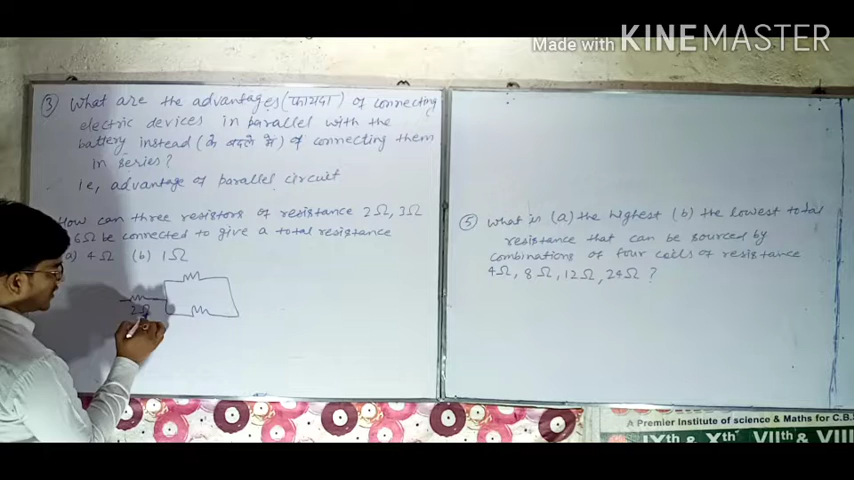 Made with KINEMASTER
③ What are the advantages (फायदा) of connecting
electric devices in parallel with the
battery instead (के बदले में) of connecting them
in series?
i.e, advantage of parallel circuit
How can three resistors of resistance 2Ω, 3Ω
6Ω be connected to give a total resistance
a) 4Ω (b) 1Ω
2Ω
⑤ What is (a) the highest (b) the lowest total
resistance that can be sourced by
combinations of four coils of resistance
4Ω, 8Ω, 12Ω, 24Ω ?
A Premier Institute of Science & Maths for C.B.S
IXth & Xth VIIth & VIII